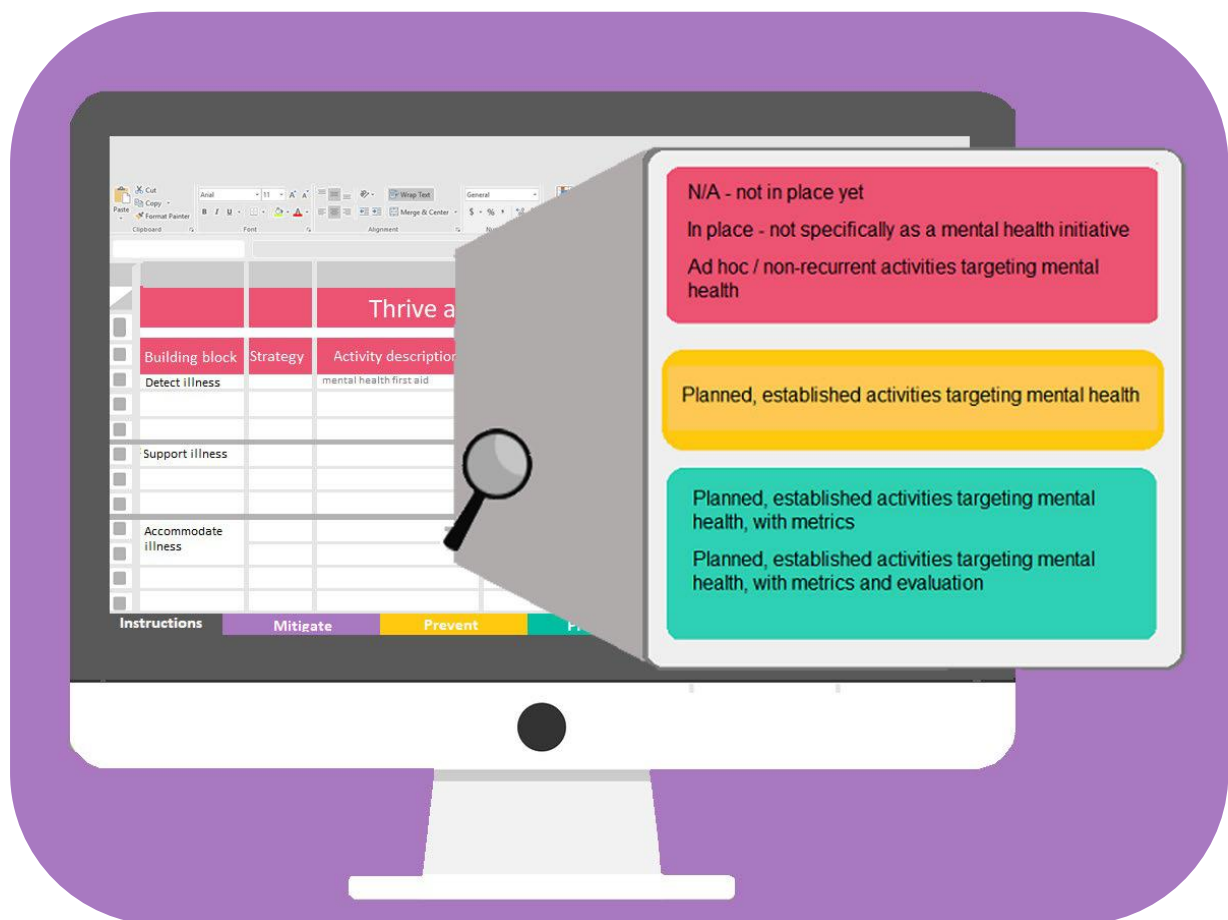 Cut
Copy
Paste
Format Painter
Clipboard
Arial
11
B I U
Font
Wrap Text
Merge & Center
Alignment
General
$ - % ,
Thrive a
Building block Strategy Activity description
Detect illness mental health first aid
Support illness
Accommodate
illness
Instructions Mitigate Prevent
N/A - not in place yet
In place - not specifically as a mental health initiative
Ad hoc / non-recurrent activities targeting mental
health
Planned, established activities targeting mental health
Planned, established activities targeting mental
health, with metrics
Planned, established activities targeting mental
health, with metrics and evaluation